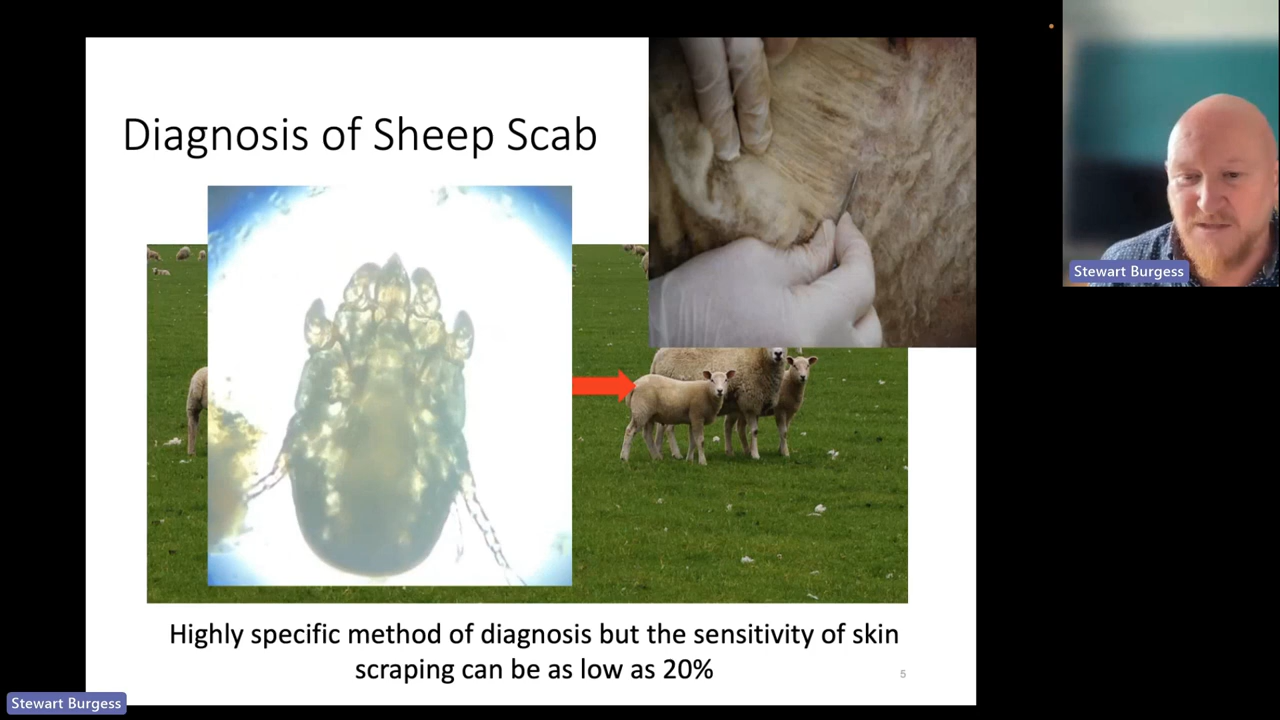 Diagnosis of Sheep Scab
Stewart Burgess
Highly specific method of diagnosis but the sensitivity of skin
scraping can be as low as 20%
5
Stewart Burgess